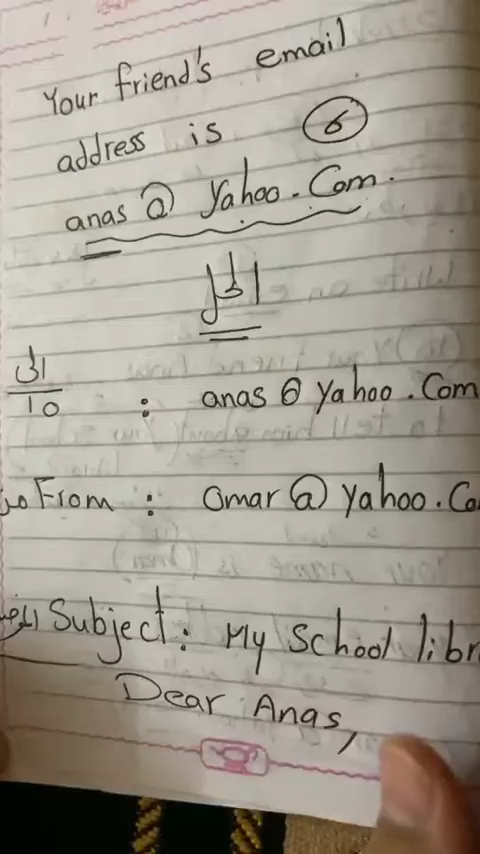 Your friend's email
address is 6
anas@yahoo.Com.
الحل
الى
To : anas@yahoo.Com
From : Omar@yahoo.Co
Subject: My School libr
Dear Anas,